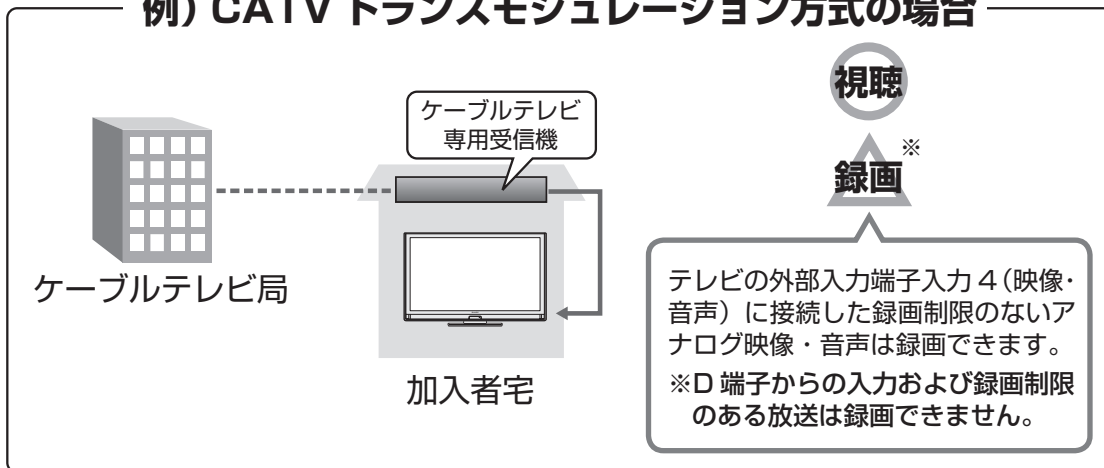 例）CATV トランスモジュレーション方式の場合
視聴
ケーブルテレビ
専用受信機
※
録画
ケーブルテレビ局
加入者宅
テレビの外部入力端子入力 4（映像・
音声）に接続した録画制限のないア
ナログ映像・音声は録画できます。
※D 端子からの入力および録画制限
のある放送は録画できません。